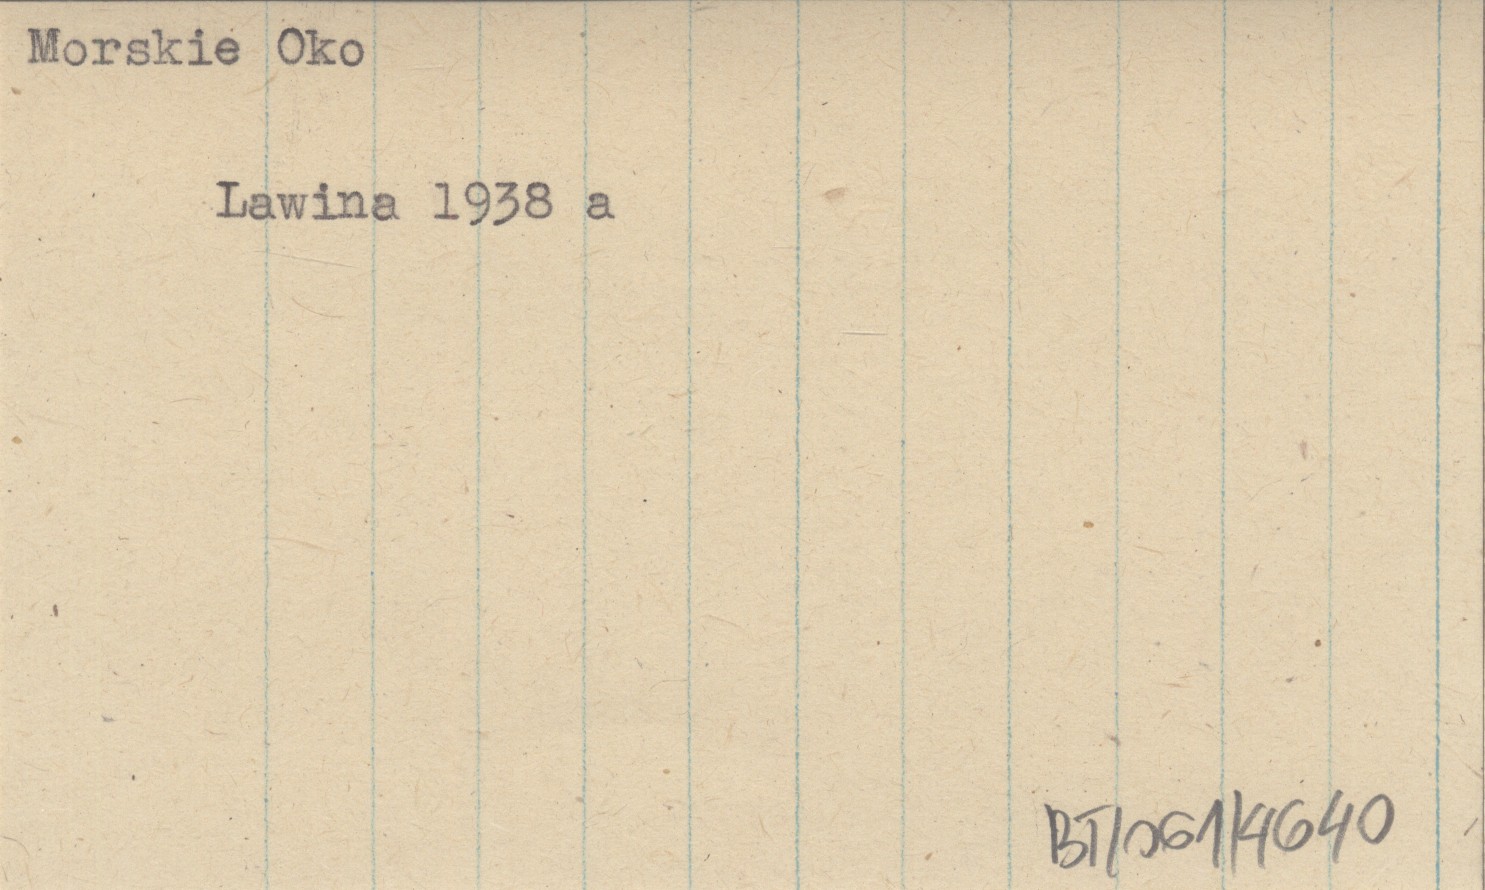 Morskie Oko
Lawina 1938 a
BT/061/4640